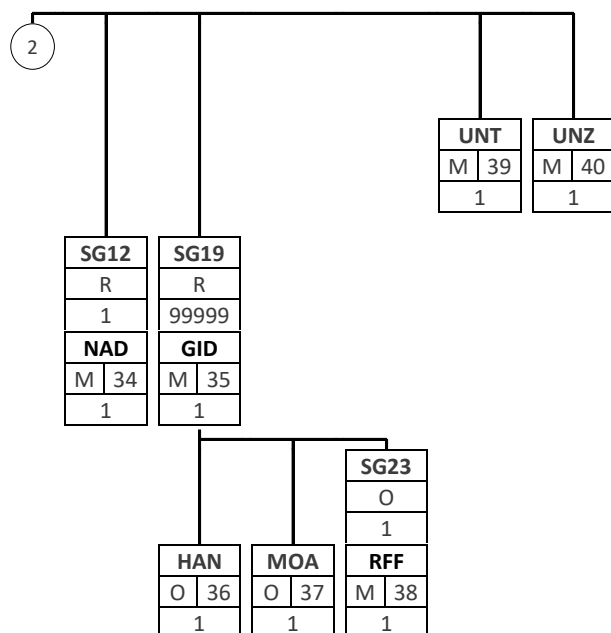 2
UNT UNZ
M 39 M 40
1 1
SG12 SG19
R R
1 99999
NAD GID
M 34 M 35
1 1
SG23
O
1
HAN MOA RFF
O 36 O 37 M 38
1 1 1